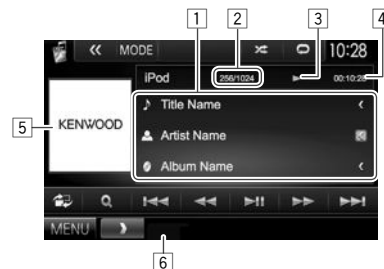 1 2 3 4
« MODE 10:28
iPod 256/1024 00:10:28
Title Name
5 KENWOOD Artist Name
Album Name
MENU
6